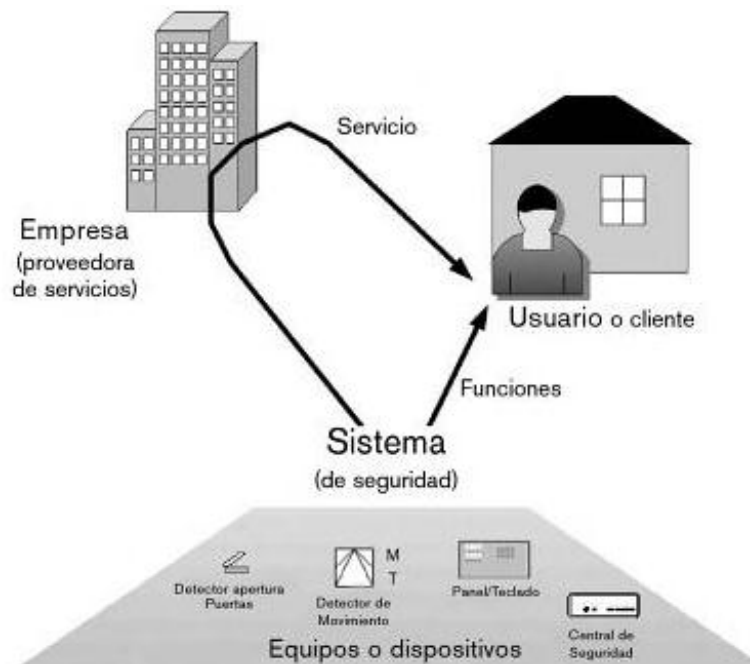 Servicio
Empresa
(proveedora
de servicios)
Usuario o cliente
Funciones
Sistema
(de seguridad)
Detector apertura
Puertas
M
T
Detector de
Movimiento
Panel/Teclado
Central de
Seguridad
Equipos o dispositivos